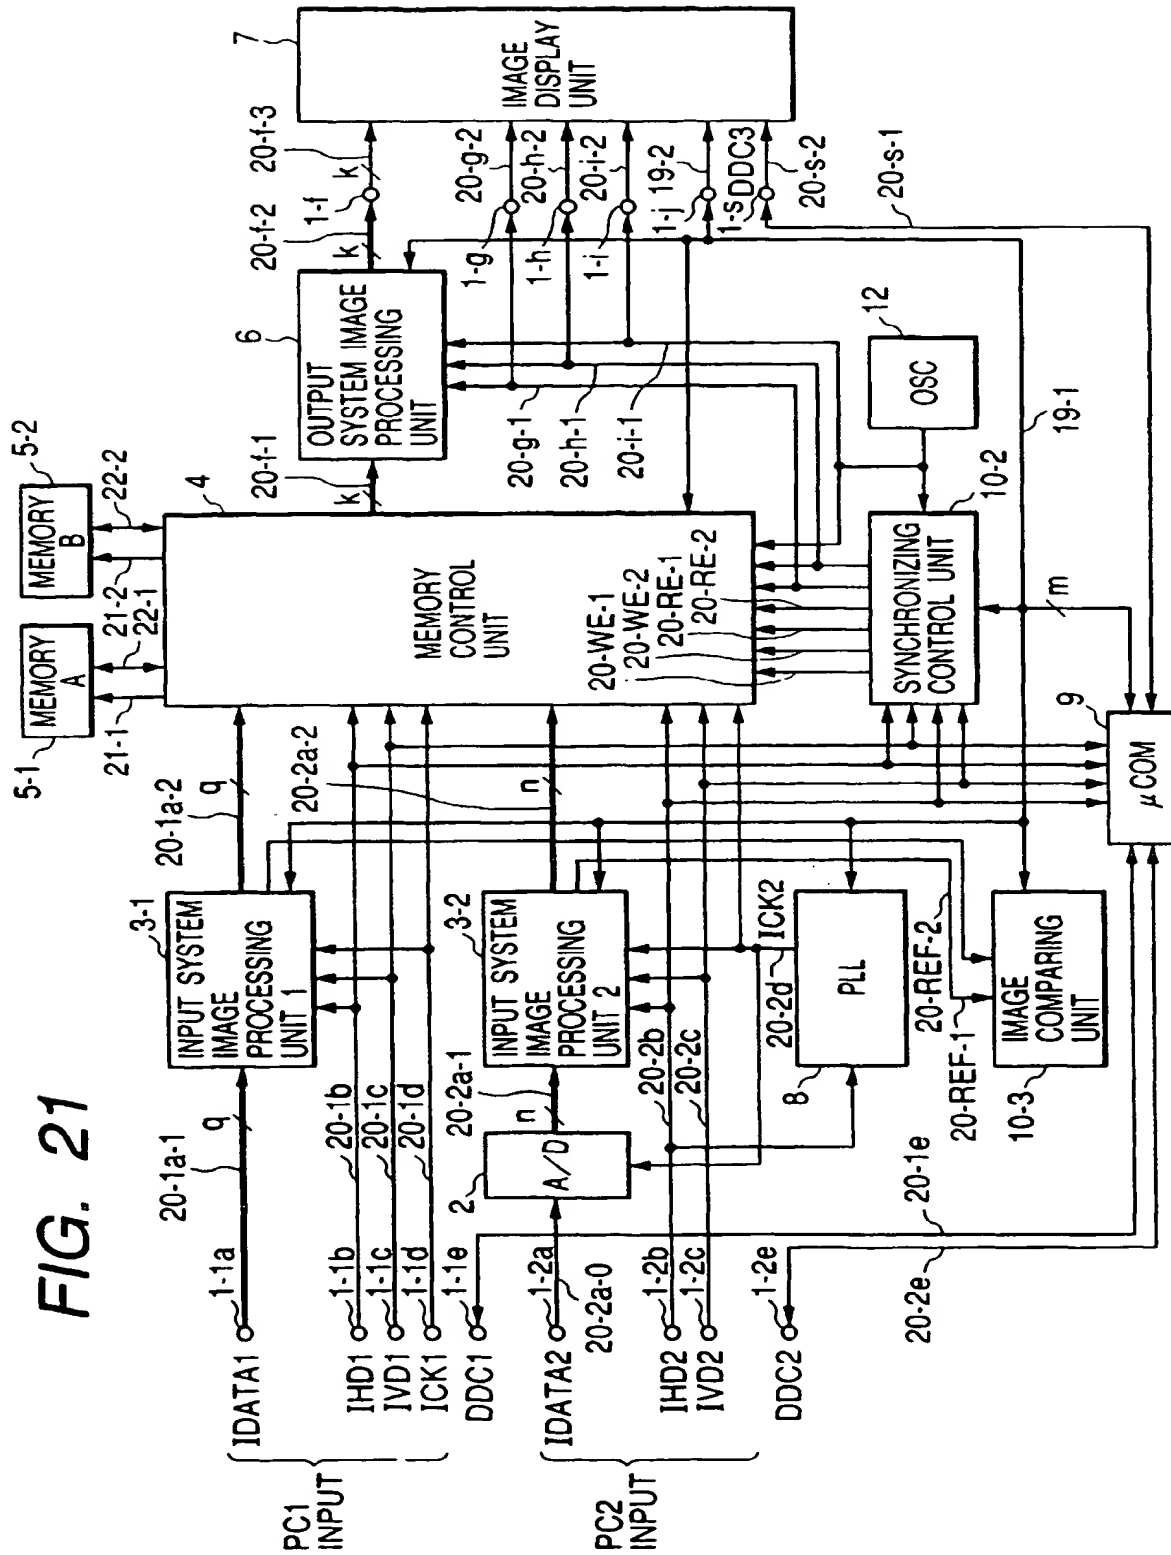 FIG. 21
PC1
INPUT
IDATA1
1-1a
20-1a-1
q
IHD1
1-1b
20-1b
IVD1
1-1c
20-1c
ICK1
1-1d
20-1d
DDC1
1-1e
PC2
INPUT
IDATA2
1-2a
20-2a-0
IHD2
1-2b
20-2b
IVD2
1-2c
20-2c
DDC2
1-2e
20-2e
20-1e
2
A/D
n
20-2a-1
3-1
INPUT SYSTEM
IMAGE
PROCESSING
UNIT 1
3-2
INPUT SYSTEM
IMAGE
PROCESSING
UNIT 2
8
PLL
20-2d
ICK2
10-3
IMAGE
COMPARING
UNIT
20-REF-1
20-REF-2
20-1a-2
q
20-2a-2
n
5-1
MEMORY
A
5-2
MEMORY
B
21-1
22-1
21-2
22-2
4
MEMORY
CONTROL
UNIT
20-WE-1
20-WE-2
20-RE-1
20-RE-2
9
μCOM
m
SYNCHRONIZING
CONTROL UNIT
10-2
OSC
12
19-1
20-f-1
k
6
OUTPUT
SYSTEM IMAGE
PROCESSING
UNIT
20-g-1
20-h-1
20-i-1
k
20-f-2
1-f
k
20-f-3
1-g
20-g-2
1-h
20-h-2
1-i
20-i-2
1-j
19-2
1-s
DDC3
20-s-2
20-s-1
7
IMAGE
DISPLAY
UNIT